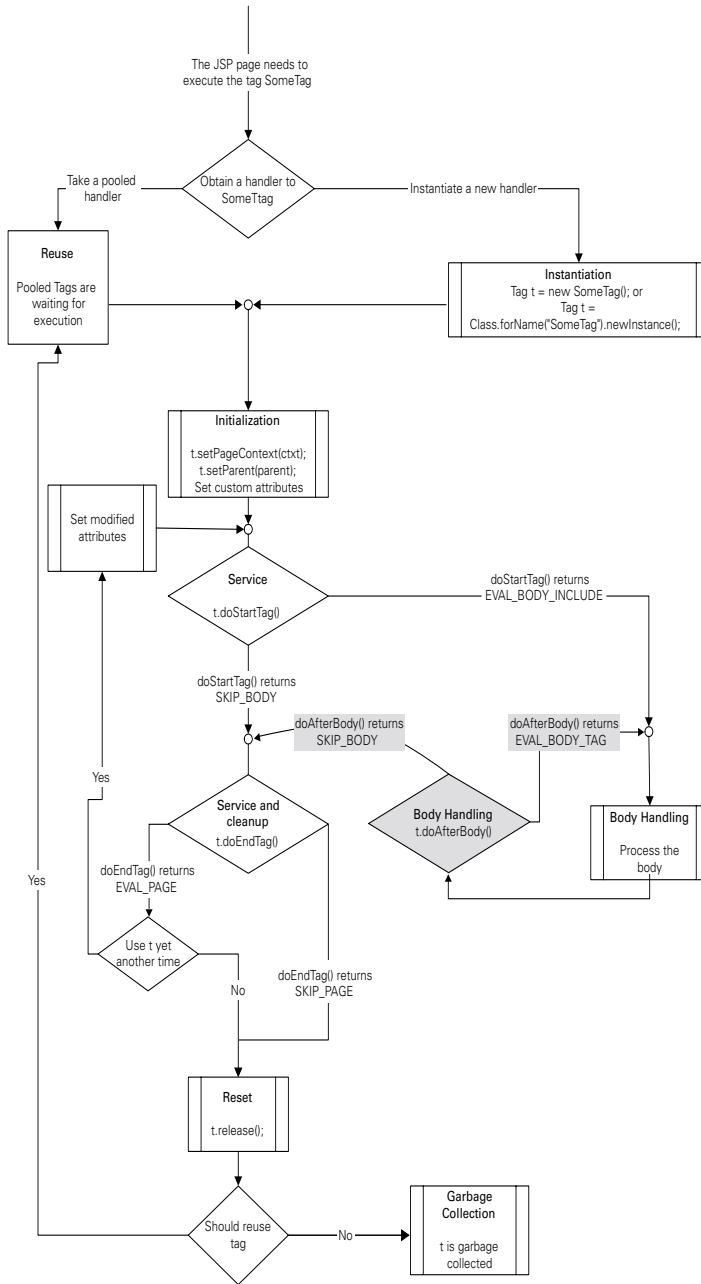 The JSP page needs to
execute the tag SomeTag
Take a pooled
handler
Obtain a handler to
SomeTtag
Instantiate a new handler
Reuse
Pooled Tags are
waiting for
execution
Instantiation
Tag t = new SomeTag(); or
Tag t =
Class.forName("SomeTag").newInstance();
Initialization
t.setPageContext(ctxt);
t.setParent(parent);
Set custom attributes
Set modified
attributes
Service
t.doStartTag()
doStartTag() returns
EVAL_BODY_INCLUDE
doStartTag() returns
SKIP_BODY
doAfterBody() returns
SKIP_BODY
doAfterBody() returns
EVAL_BODY_TAG
Yes
Service and
cleanup
t.doEndTag()
Body Handling
t.doAfterBody()
Body Handling
Process the
body
Yes
doEndTag() returns
EVAL_PAGE
Use t yet
another time
No
doEndTag() returns
SKIP_PAGE
Reset
t.release();
Should reuse
tag
No
Garbage
Collection
t is garbage
collected